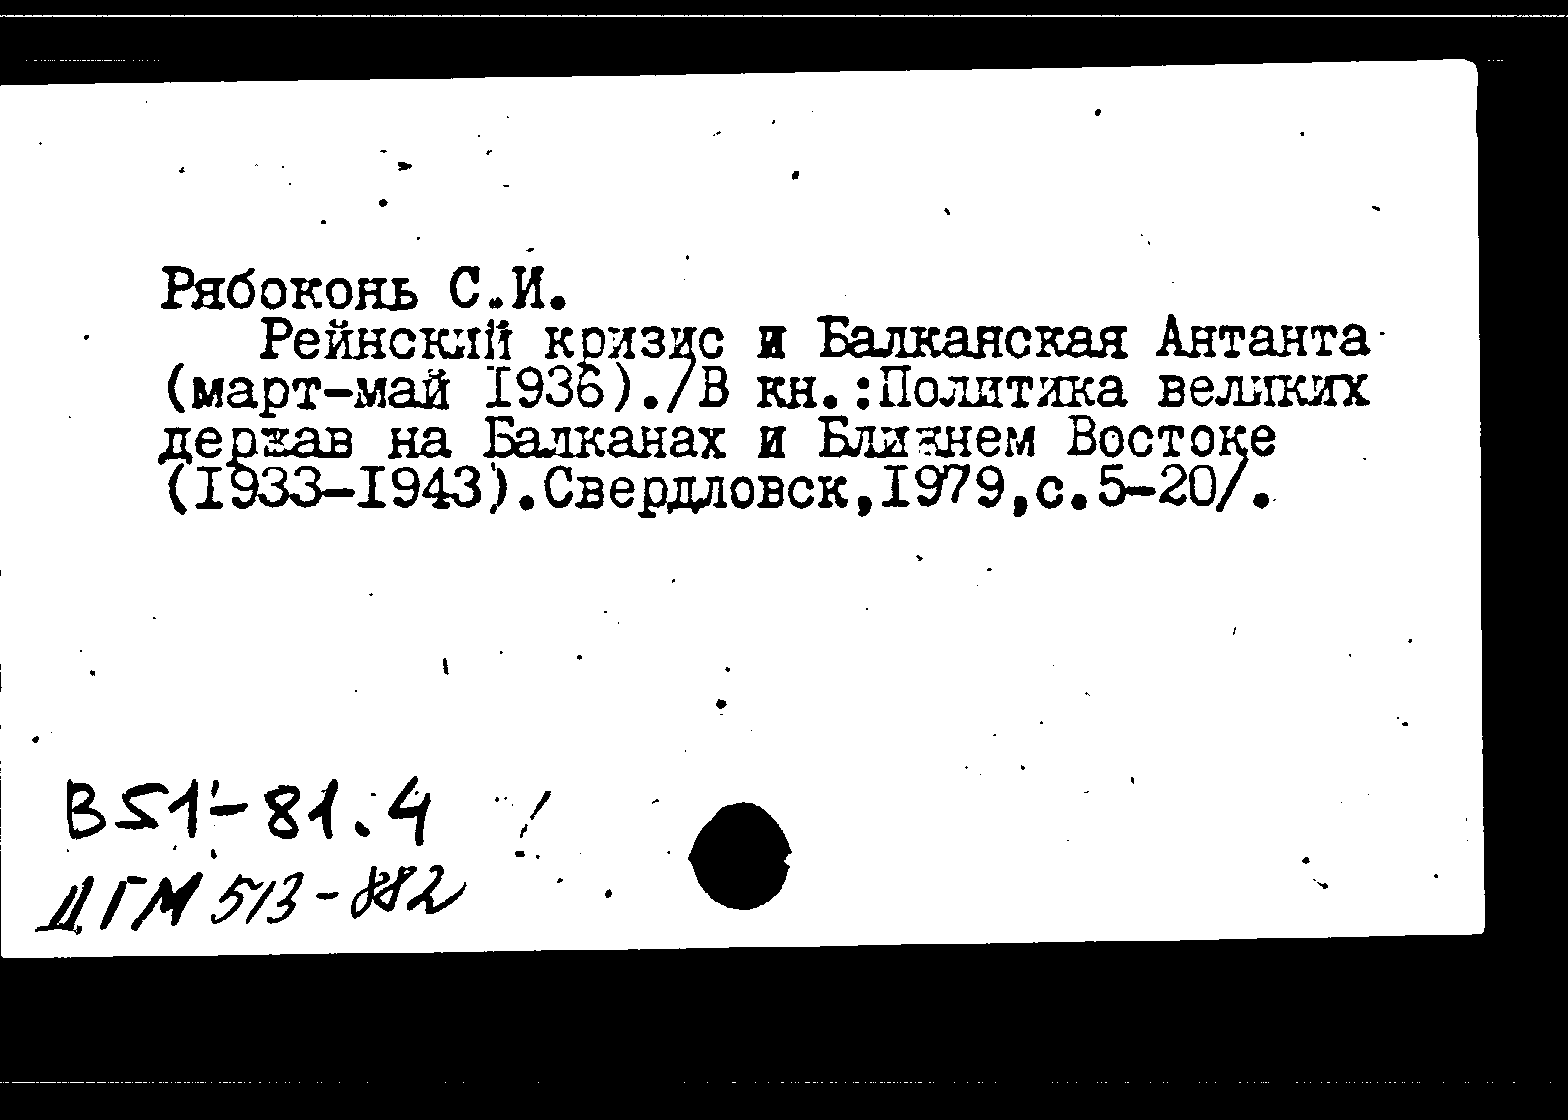 Рябоконь С.И.
Рейнский кризис и Балканская Антанта
(март-май 1936)./В кн.:Политика великих
держав на Балканах и Ближнем Востоке
(1933-1943).Свердловск,1979,с.5-20/.
В51-81.4
ДГМ 513-882